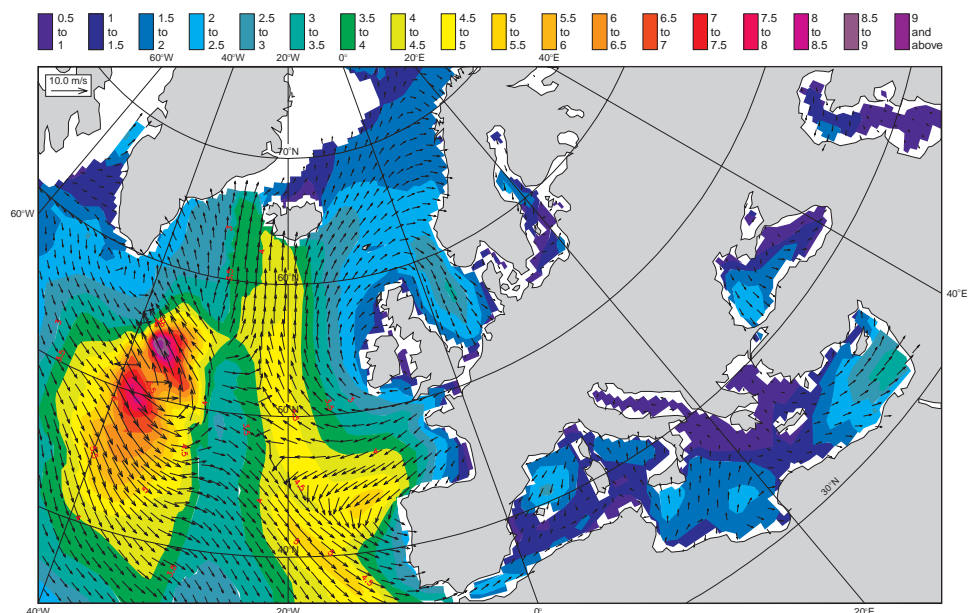 0.5 1 1.5 2 2.5 3 3.5 4 4.5 5 5.5 6 6.5 7 7.5 8 8.5 9
to to to to to to to to to to to to to to to to to and
1 1.5 2 2.5 3 3.5 4 4.5 5 5.5 6 6.5 7 7.5 8 8.5 9 above
60°W 40°W 20°W 0° 20°E 40°E
10.0 m/s
70°N
60°W
60°N
40°E
50°N
30°N
40°N
40°W 20°W 0° 20°E